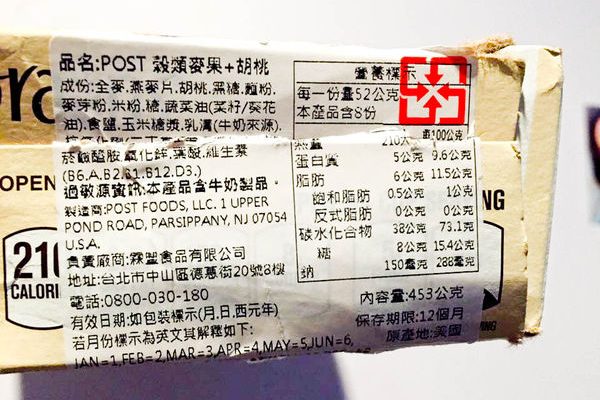 品名:POST 穀類麥果+胡桃
成份:全麥.燕麥片.胡桃.黑糖.麵粉.
麥芽粉.米粉.糖.蔬菜油(菜籽/葵花
油).食鹽.玉米糖漿.乳清(牛奶來源).
菸鹼醯胺.氧化鋅.葉酸.維生素
(B6.A.B2.B1.B12.D3.)
過敏源資訊:本產品含牛奶製品。
製造商:POST FOODS, LLC. 1 UPPER
POND ROAD, PARSIPPANY, NJ 07054
U.S.A.
負責廠商:霖盟食品有限公司
地址:台北市中山區德惠街20號8樓
電話:0800-030-180
有效日期:如包裝標示(月.日.西元年)
若月份標示為英文其解釋如下:
JAN=1,FEB=2,MAR=3,APR=4,MAY=5,JUN=6,
營養標示
每一份量52公克
本產品含8份
每100公克
熱量 210大
蛋白質 5公克 9.6公克
脂肪 6公克 11.5公克
飽和脂肪 0.5公克 1公克
反式脂肪 0公克 0公克
碳水化合物 38公克 73.1公克
糖 8公克 15.4公克
鈉 150毫克 288毫克
內容量:453公克
保存期限:12個月
原產地:美國
OPEN
210
CALORI
NG